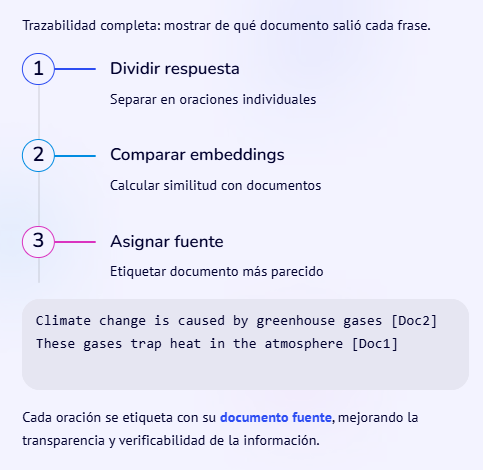 Trazabilidad completa: mostrar de qué documento salió cada frase.
1
Dividir respuesta
Separar en oraciones individuales
2
Comparar embeddings
Calcular similitud con documentos
3
Asignar fuente
Etiquetar documento más parecido
Climate change is caused by greenhouse gases [Doc2]
These gases trap heat in the atmosphere [Doc1]
Cada oración se etiqueta con su documento fuente, mejorando la
transparencia y verificabilidad de la información.